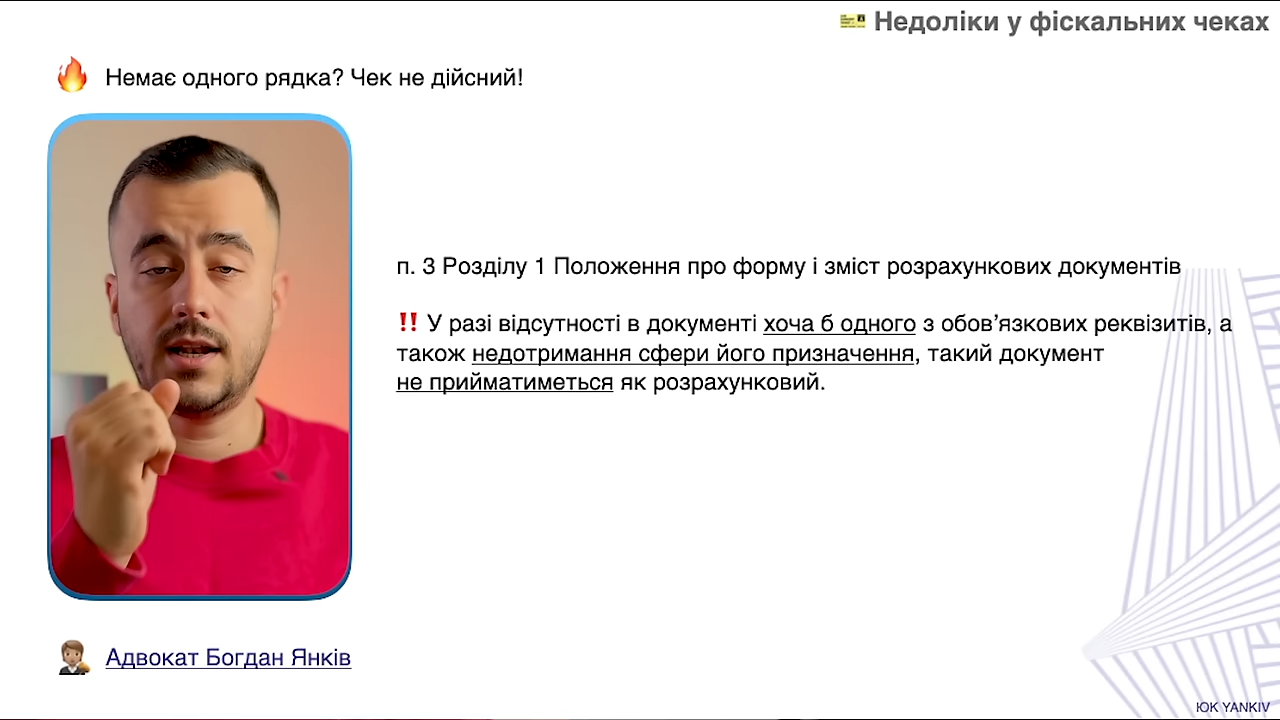 Недоліки у фіскальних чеках
Немає одного рядка? Чек не дійсний!
п. 3 Розділу 1 Положення про форму і зміст розрахункових документів
‼ У разі відсутності в документі хоча б одного з обов’язкових реквізитів, а
також недотримання сфери його призначення, такий документ
не прийматиметься як розрахунковий.
Адвокат Богдан Янків
ЮК YANKIV